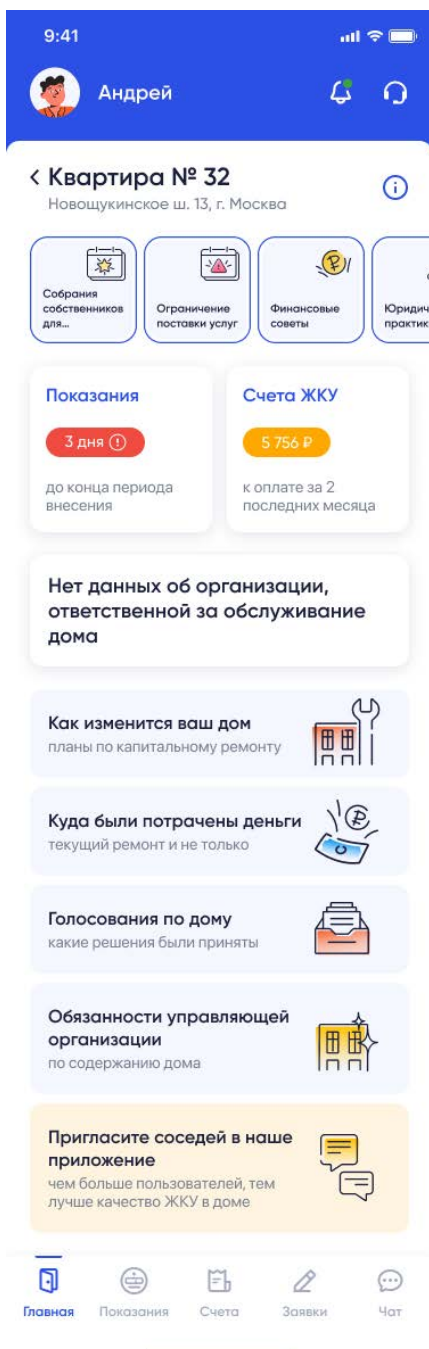 9:41
Андрей
Квартира № 32
Новощукинское ш. 13, г. Москва
Собрания
собственников
для...
Ограничение
поставки услуг
Финансовые
советы
Юридич
практик
Показания
3 дня
до конца периода
внесения
Счета ЖКУ
5 756 ₽
к оплате за 2
последних месяца
Нет данных об организации,
ответственной за обслуживание
дома
Как изменится ваш дом
планы по капитальному ремонту
Куда были потрачены деньги
текущий ремонт и не только
Голосования по дому
какие решения были приняты
Обязанности управляющей
организации
по содержанию дома
Пригласите соседей в наше
приложение
чем больше пользователей, тем
лучше качество ЖКУ в доме
Главная
Показания
Счета
Заявки
Чат